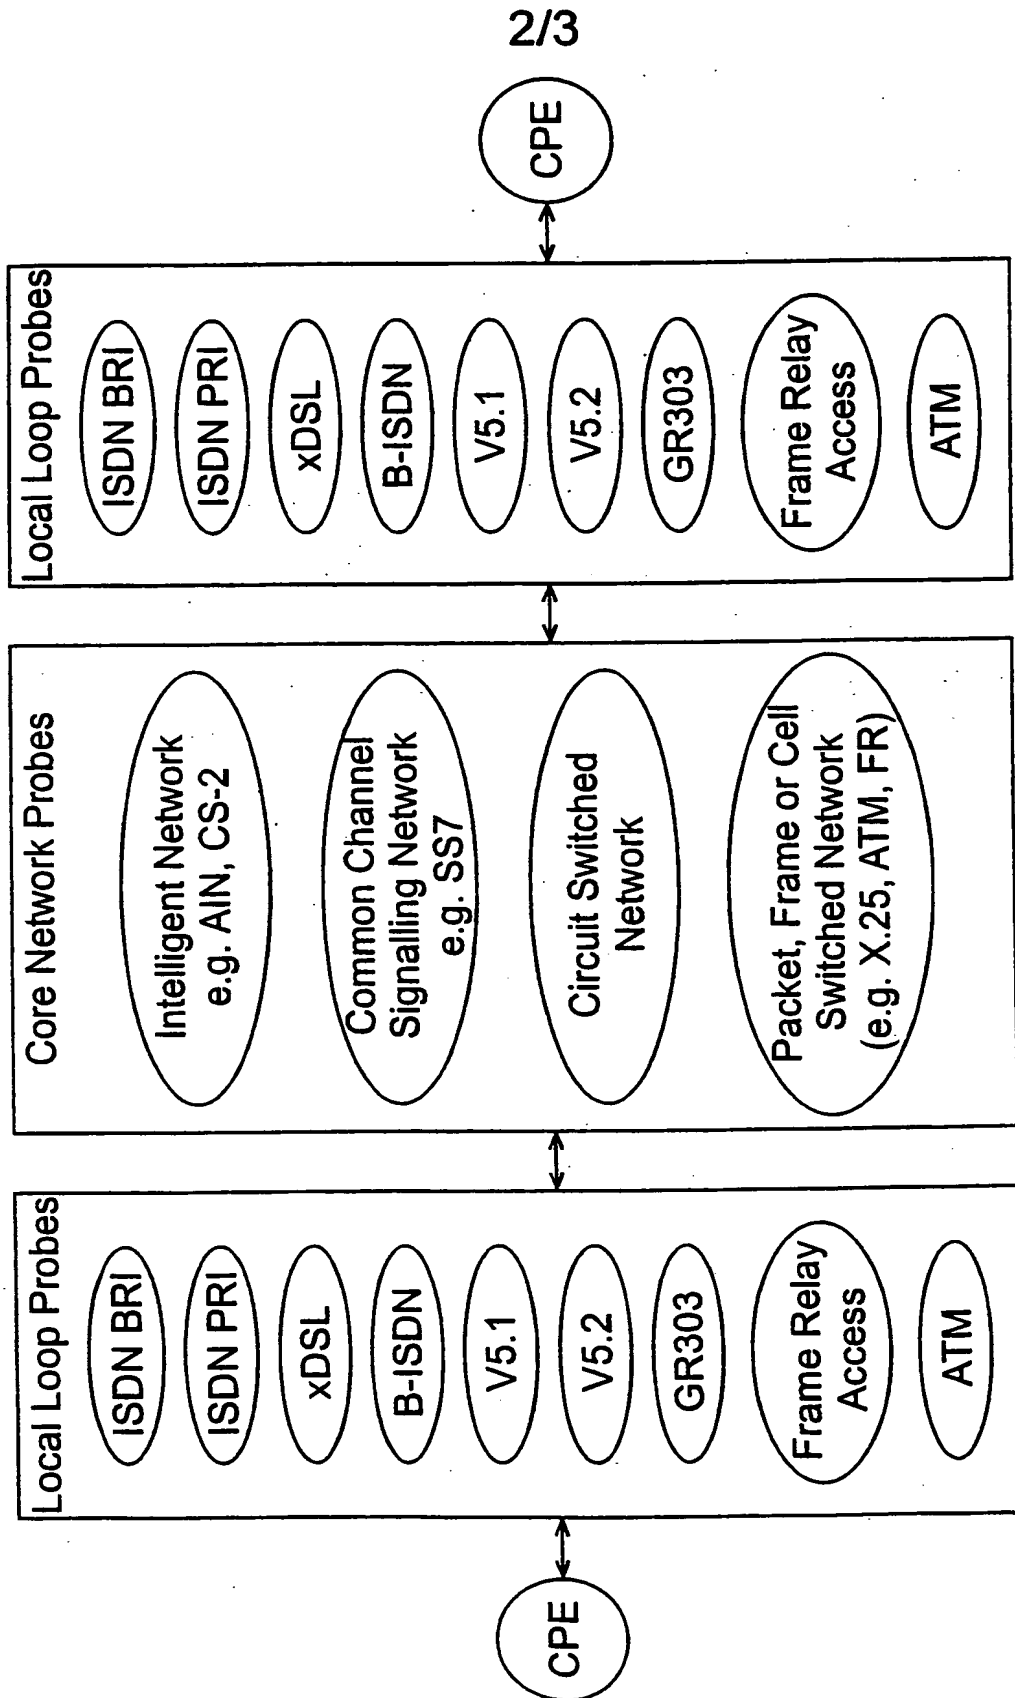 2/3
CPE
Local Loop Probes
ISDN BRI
ISDN PRI
xDSL
B-ISDN
V5.1
V5.2
GR303
Frame Relay
Access
ATM
Core Network Probes
Intelligent Network
e.g. AIN, CS-2
Common Channel
Signalling Network
e.g. SS7
Circuit Switched
Network
Packet, Frame or Cell
Switched Network
(e.g. X.25, ATM, FR)
Local Loop Probes
ISDN BRI
ISDN PRI
xDSL
B-ISDN
V5.1
V5.2
GR303
Frame Relay
Access
ATM
CPE